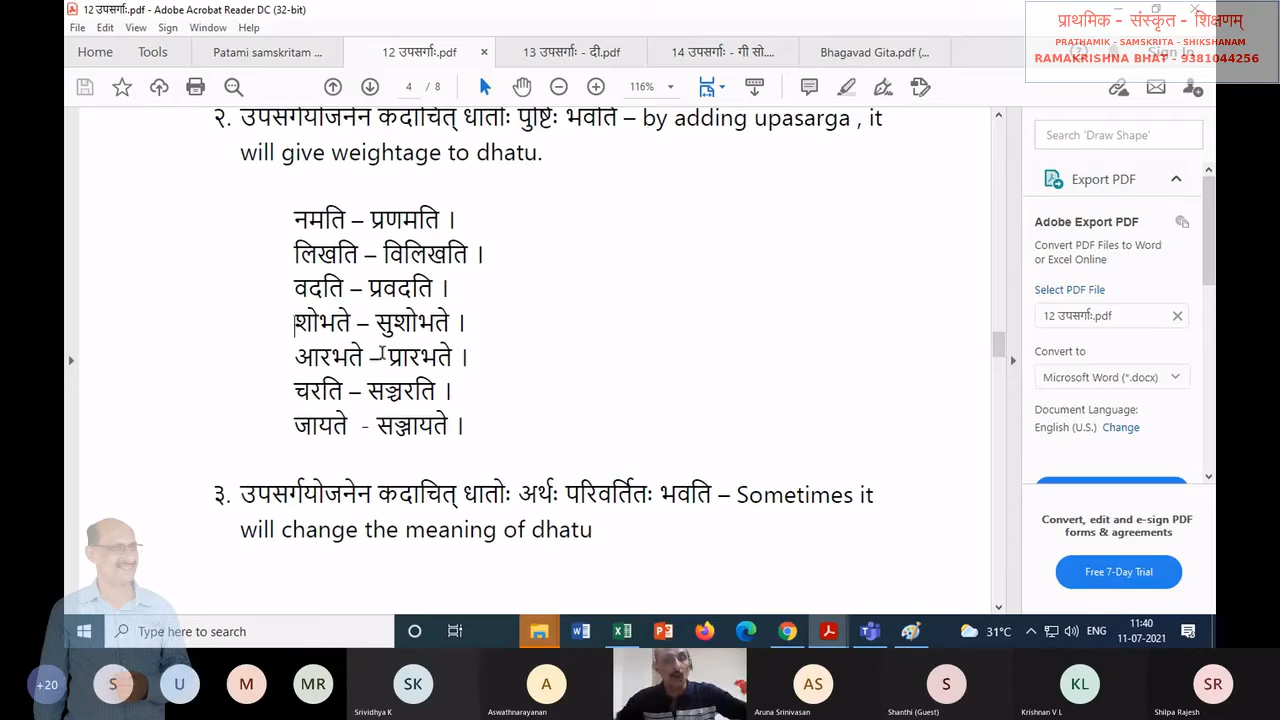 12 उपसर्गाः.pdf - Adobe Acrobat Reader DC (32-bit)
File Edit View Sign Window Help
प्राथमिक - संस्कृत - शिक्षणम्
PRATHAMIK - SAMSKRITA - SHIKSHANAM
RAMAKRISHNA BHAT - 9381044256
Home Tools Patami samskritam ... 12 उपसर्गाः.pdf × 13 उपसर्गाः - दी.pdf 14 उपसर्गाः - गी सो.... Bhagavad Gita.pdf (... Sign In
4 / 8 116%
२. उपसर्गयोजनेन कदाचित् धातोः पुष्टिः भवति – by adding upasarga , it
will give weightage to dhatu.
नमति – प्रणमति ।
लिखति – विलिखति ।
वदति – प्रवदति ।
शोभते – सुशोभते ।
आरभते – प्रारभते ।
चरति – सञ्चरति ।
जायते - सञ्जायते ।
३. उपसर्गयोजनेन कदाचित् धातोः अर्थः परिवर्तितः भवति – Sometimes it
will change the meaning of dhatu
Search 'Draw Shape'
Export PDF
Adobe Export PDF
Convert PDF Files to Word
or Excel Online
Select PDF File
12 उपसर्गाः.pdf ×
Convert to
Microsoft Word (*.docx)
Document Language:
English (U.S.) Change
Convert, edit and e-sign PDF
forms & agreements
Free 7-Day Trial
Type here to search
31°C ENG 11:40
11-07-2021
+20 S U M MR SK A AS S KL SR
Srividhya K Aswathnarayanan Aruna Srinivasan Shanthi (Guest) Krishnan V L Shilpa Rajesh